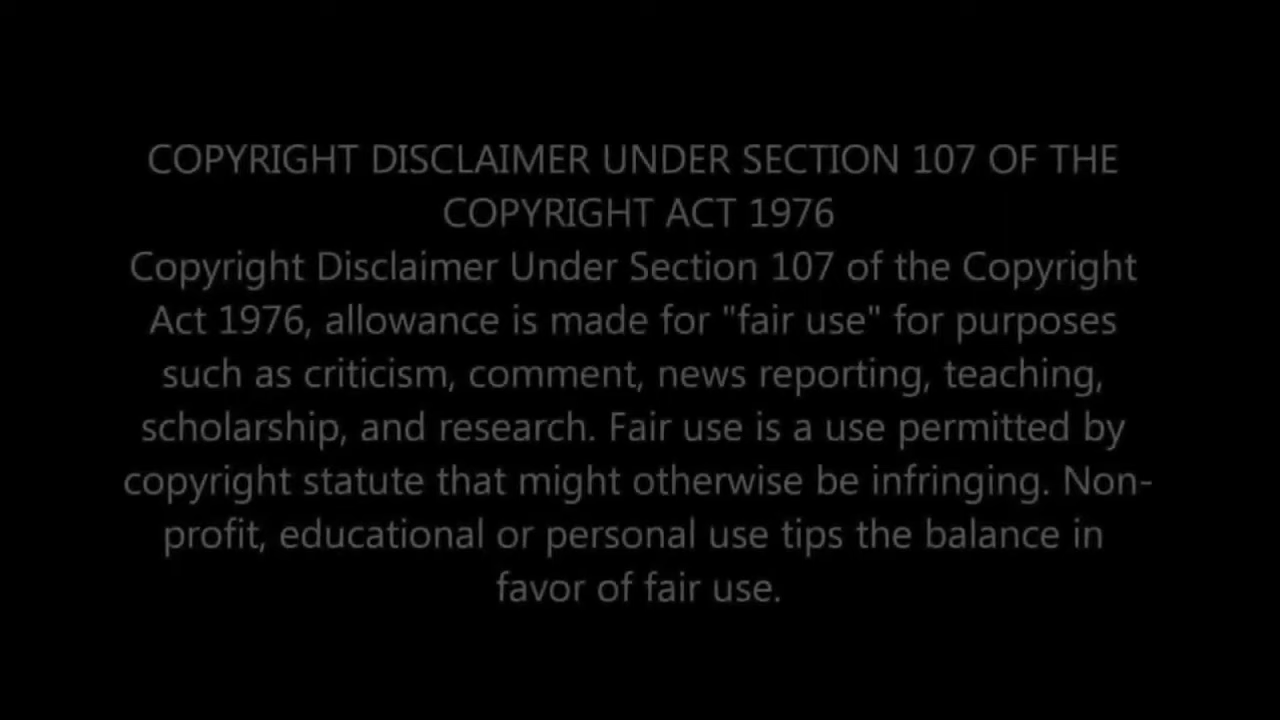 COPYRIGHT DISCLAIMER UNDER SECTION 107 OF THE
COPYRIGHT ACT 1976
Copyright Disclaimer Under Section 107 of the Copyright
Act 1976, allowance is made for "fair use" for purposes
such as criticism, comment, news reporting, teaching,
scholarship, and research. Fair use is a use permitted by
copyright statute that might otherwise be infringing. Non-
profit, educational or personal use tips the balance in
favor of fair use.